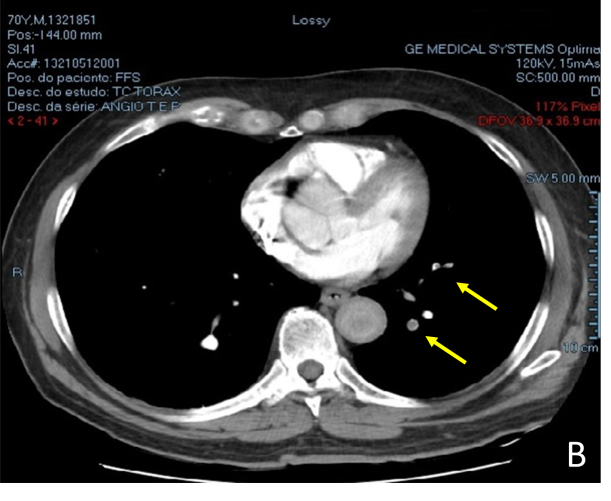 70Y,M,1321851
Pos:-144.00 mm
SI.41
Acc#: 13210512001
Pos. do paciento: FFS
Desc. do estudo: TC TORAX
Desc. da série: ANGIO T E P
< 2 - 41 >
Lossy
GE MEDICAL SYSTEMS Optima
120kV, 15mAs
SC:500.00 mm
D
117% Pixel
DFOV 36.9 x 36.9 cm
SW 5.00 mm
R
10 cm
B